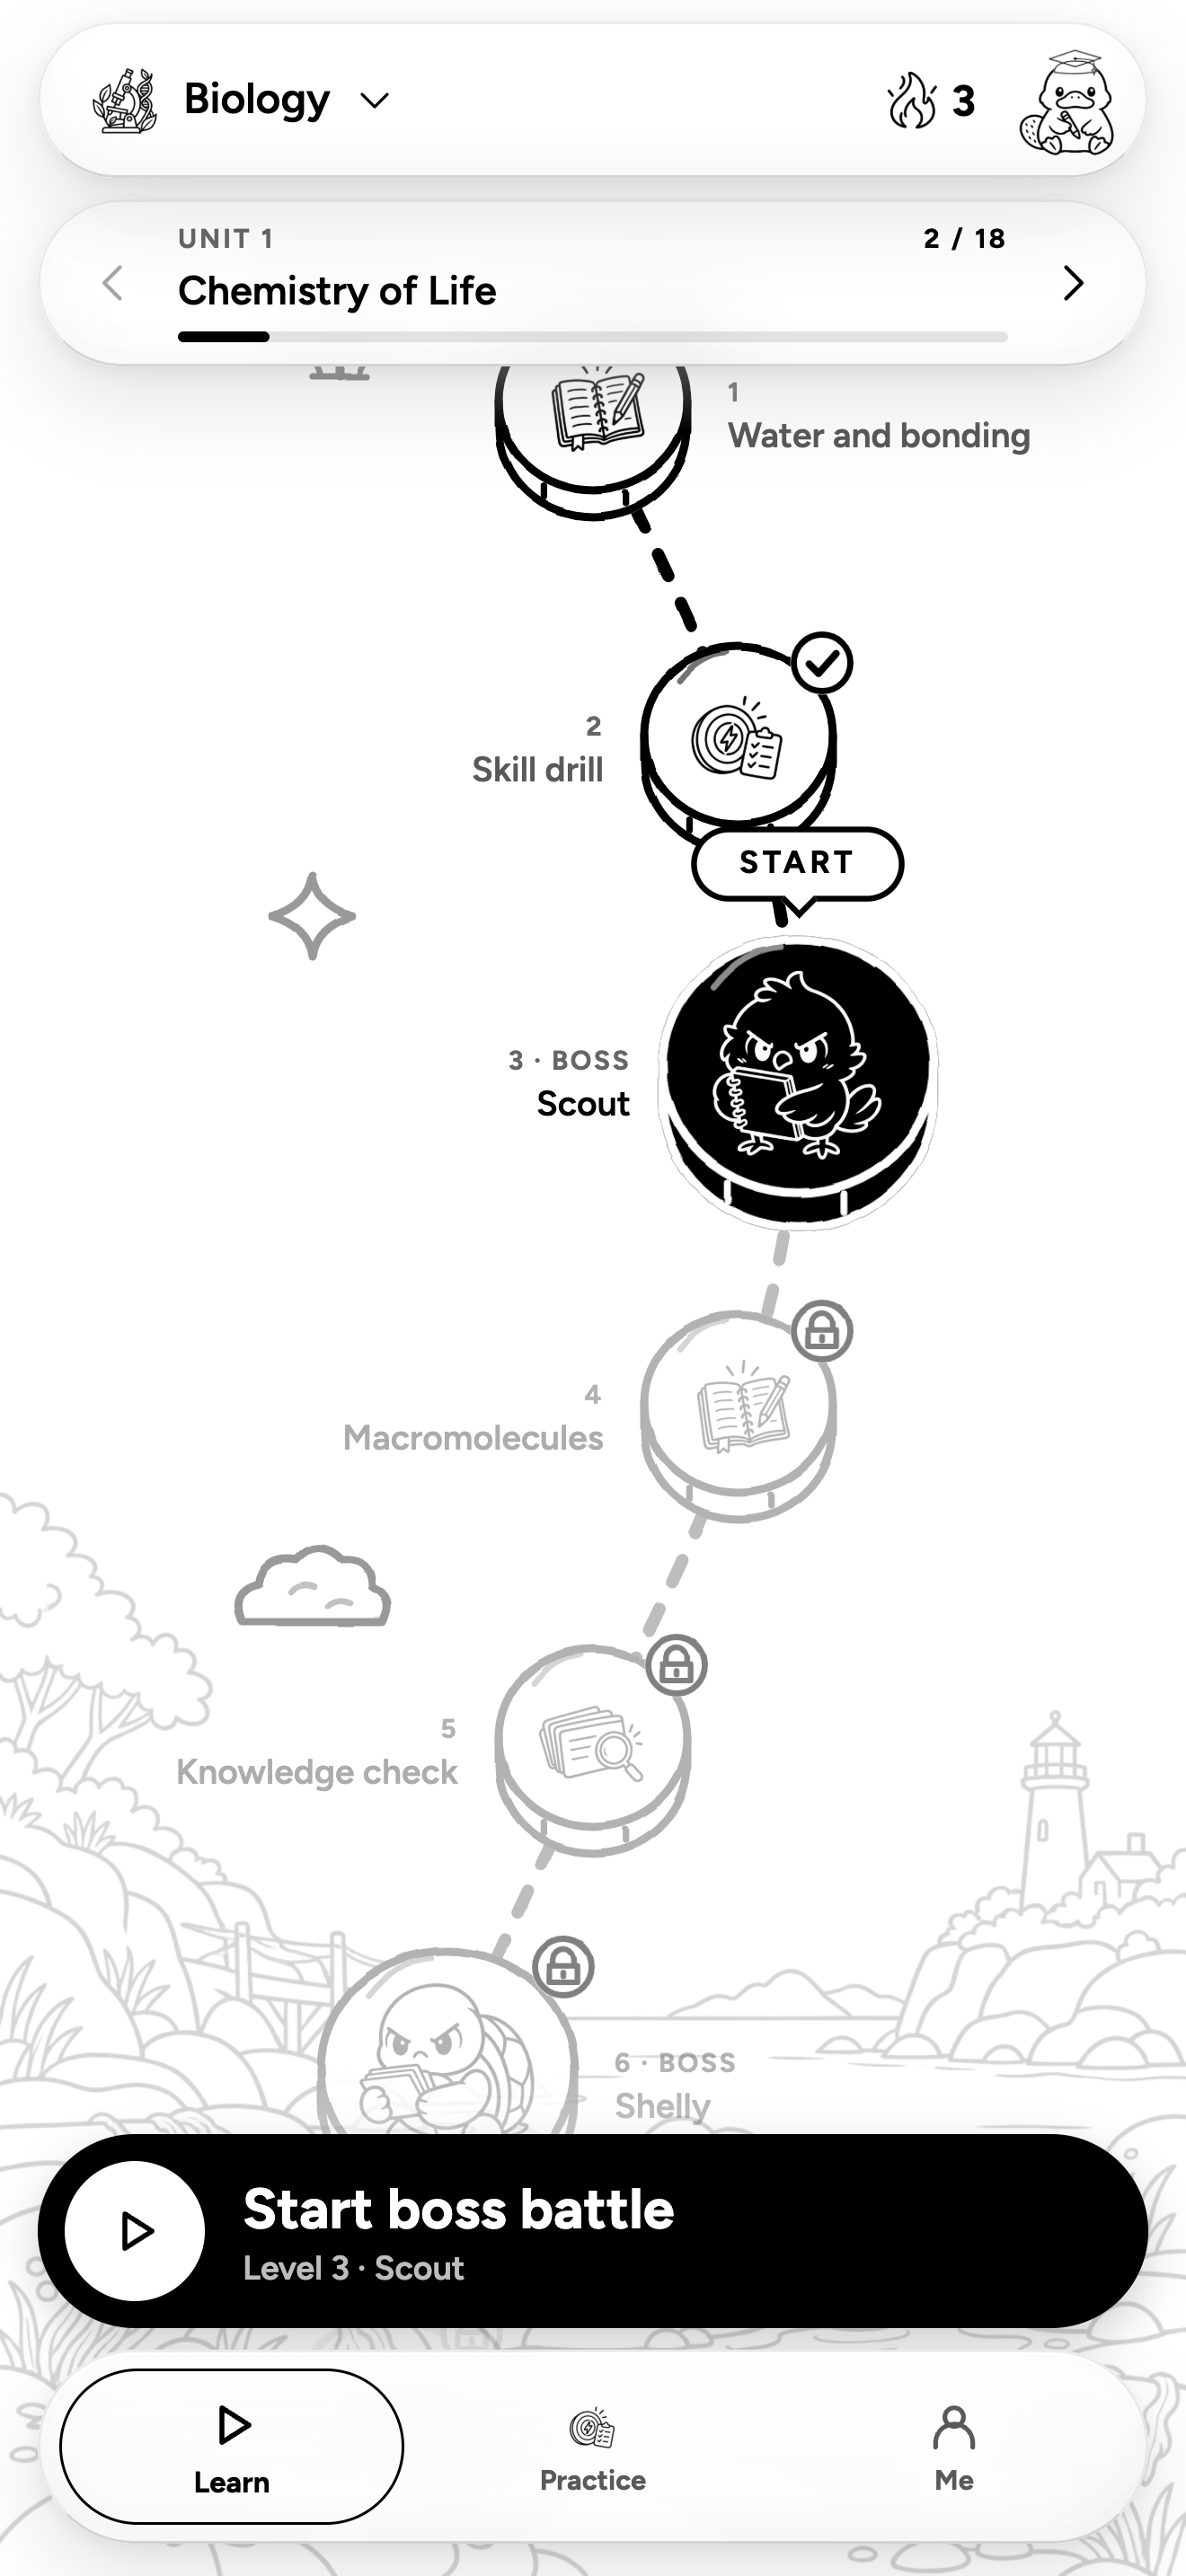 Biology
3
UNIT 1
2 / 18
Chemistry of Life
1
Water and bonding
2
Skill drill
START
3 · BOSS
Scout
4
Macromolecules
5
Knowledge check
6 · BOSS
Shelly
Start boss battle
Level 3 · Scout
Learn
Practice
Me